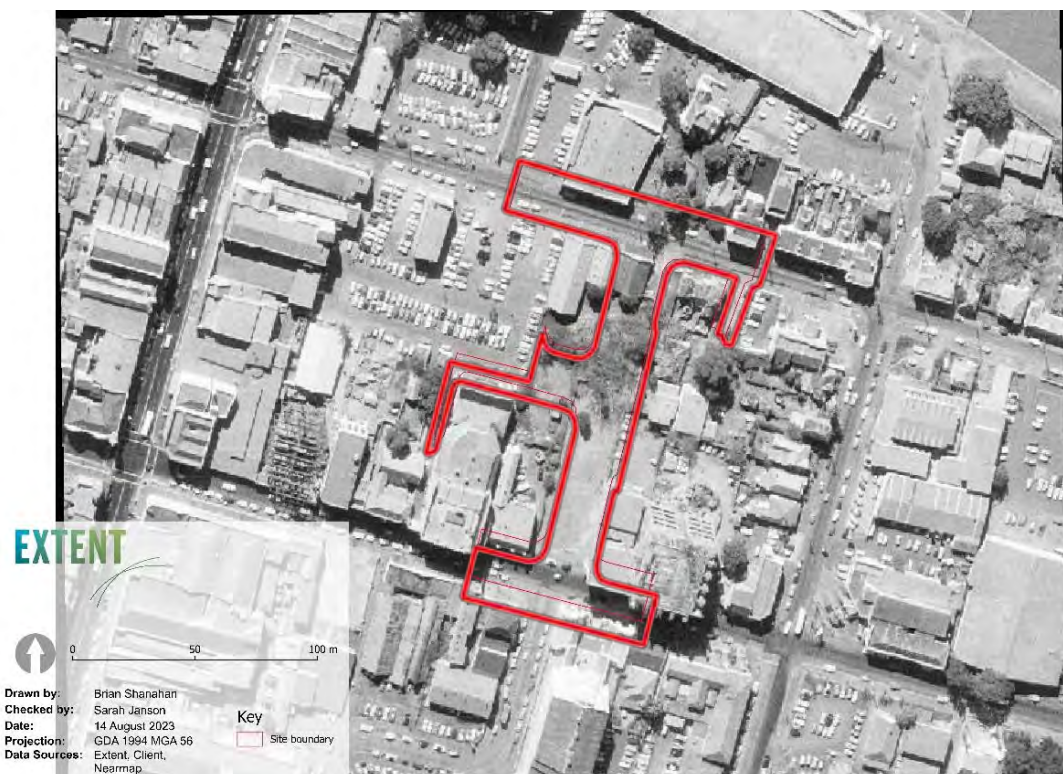 EXTENT
0 50 100 m
Drawn by: Brian Shanahan
Checked by: Sarah Janson
Date: 14 August 2023
Projection: GDA 1994 MGA 56
Data Sources: Extent, Client,
Nearmap
Key
Site boundary